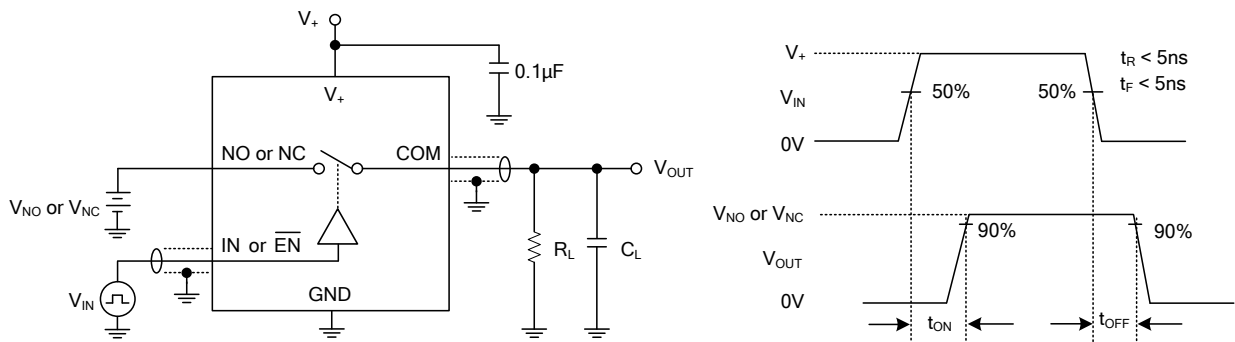 V+
0.1µF
V+
NO or NC
COM
VOUT
VNO or VNC
IN or EN
RL
CL
VIN
GND
V+
tR < 5ns
tF < 5ns
VIN
50%
50%
0V
VNO or VNC
90%
90%
VOUT
0V
tON
tOFF